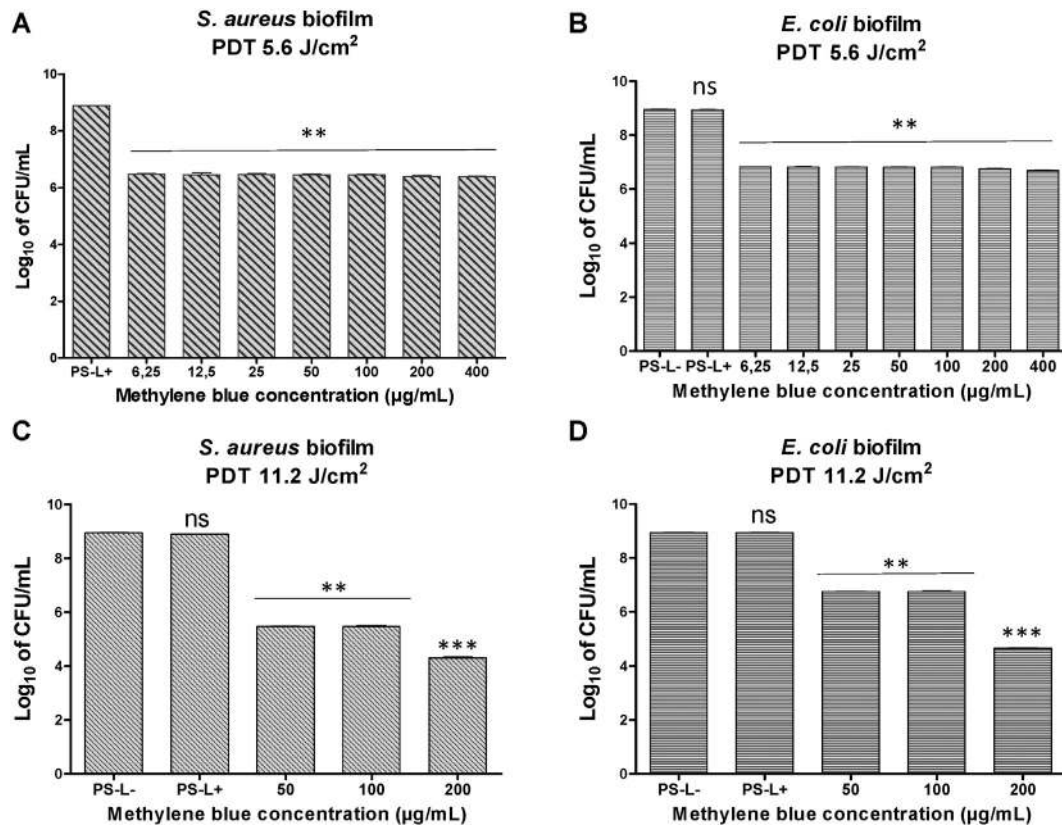 A
S. aureus biofilm
PDT 5.6 J/cm²
Log₁₀ of CFU/mL
10
8
6
4
2
0
**
PS-L+ 6,25 12,5 25 50 100 200 400
Methylene blue concentration (µg/mL)
B
E. coli biofilm
PDT 5.6 J/cm²
Log₁₀ of CFU/mL
10
8
6
4
2
0
ns
**
PS-L- PS-L+ 6,25 12,5 25 50 100 200 400
Methylene blue concentration (µg/mL)
C
S. aureus biofilm
PDT 11.2 J/cm²
Log₁₀ of CFU/mL
10
8
6
4
2
0
ns
**
***
PS-L- PS-L+ 50 100 200
Methylene blue concentration (µg/mL)
D
E. coli biofilm
PDT 11.2 J/cm²
Log₁₀ of CFU/mL
10
8
6
4
2
0
ns
**
***
PS-L- PS-L+ 50 100 200
Methylene blue concentration (µg/mL)